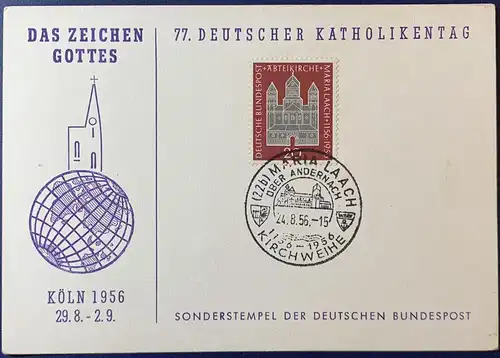 DAS ZEICHEN
GOTTES
77. DEUTSCHER KATHOLIKENTAG
DEUTSCHE BUNDESPOST
ABTEIKIRCHE
MARIA LAACH · 1156 · 1956
20
(22b) MARIA LAACH
ÜBER ANDERNACH
24.8.56.-15
1156-1956
KIRCHWEIHE
KÖLN 1956
29.8.-2.9.
SONDERSTEMPEL DER DEUTSCHEN BUNDESPOST